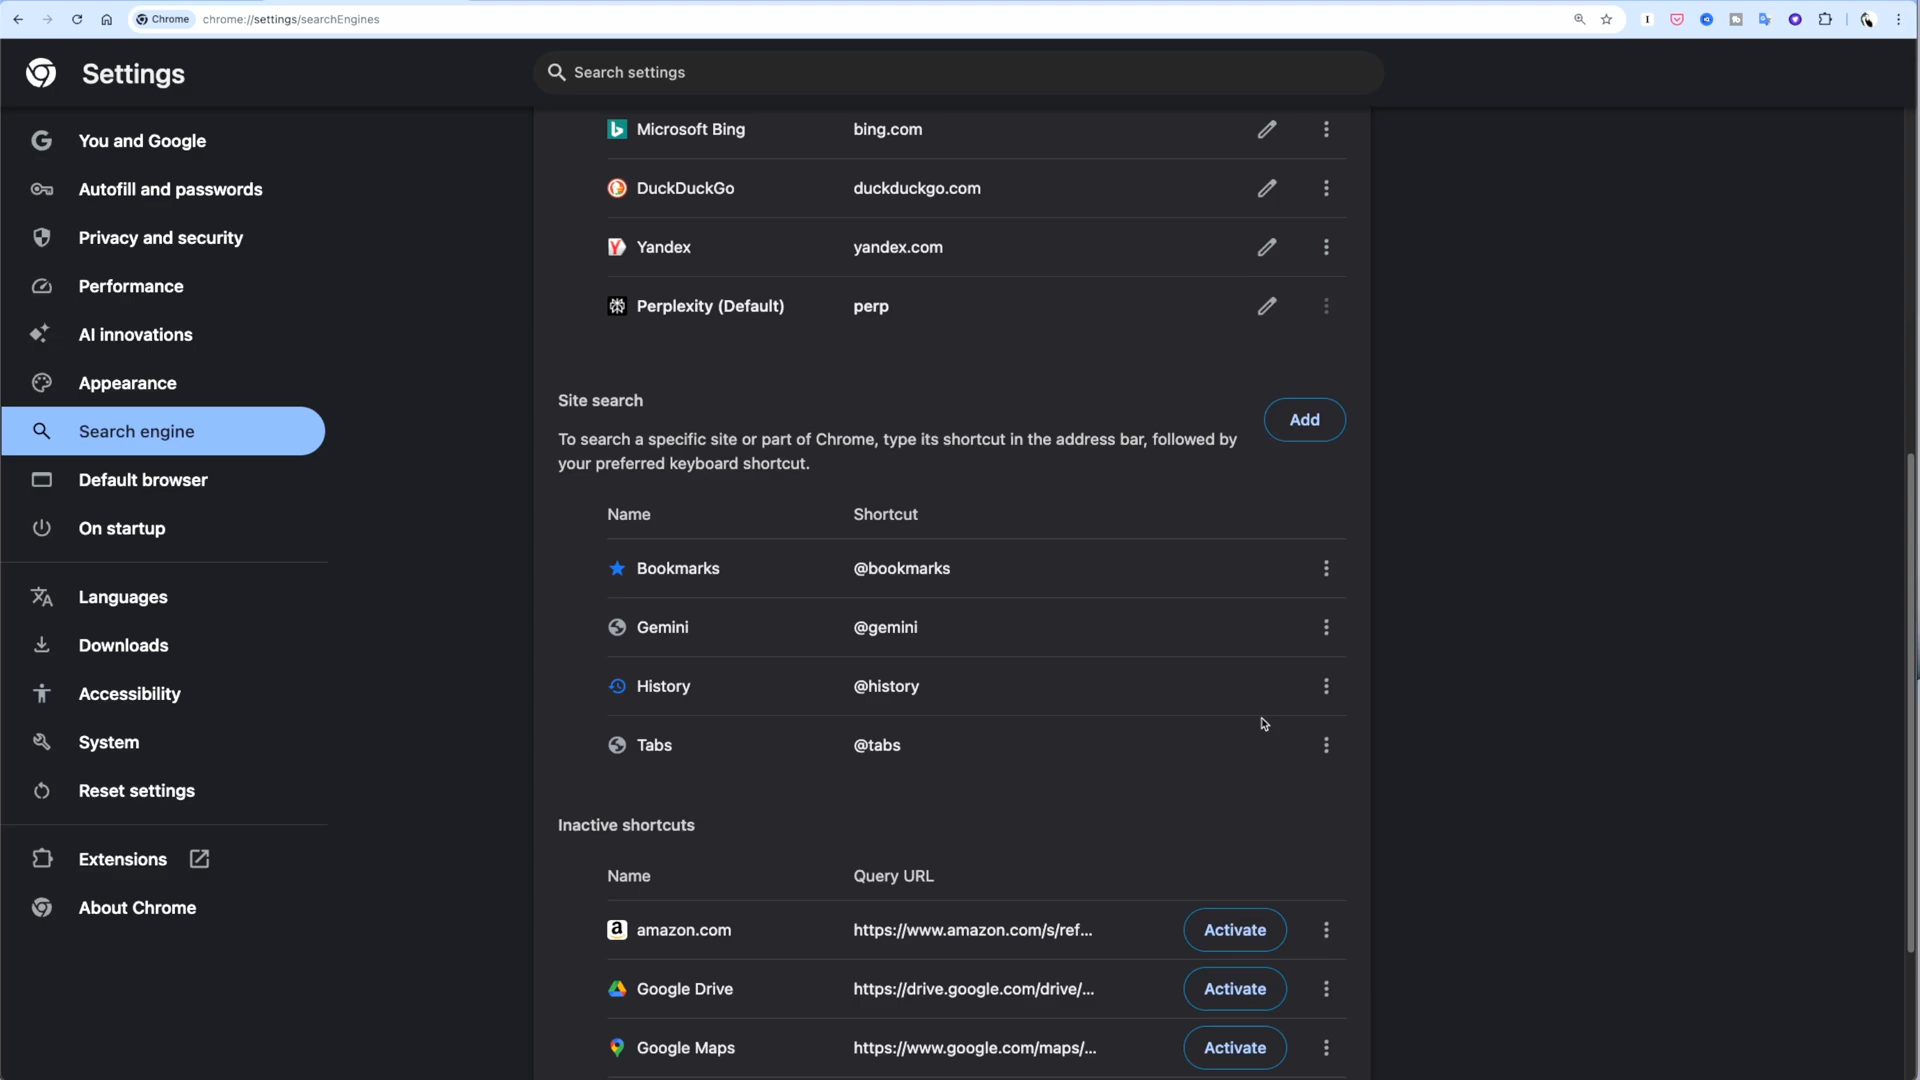 Chrome
chrome://settings/searchEngines
Settings
Search settings
You and Google
Autofill and passwords
Privacy and security
Performance
AI innovations
Appearance
Search engine
Default browser
On startup
Languages
Downloads
Accessibility
System
Reset settings
Extensions
About Chrome
Microsoft Bing bing.com
DuckDuckGo duckduckgo.com
Yandex yandex.com
Perplexity (Default) perp
Site search
Add
To search a specific site or part of Chrome, type its shortcut in the address bar, followed by
your preferred keyboard shortcut.
Name Shortcut
Bookmarks @bookmarks
Gemini @gemini
History @history
Tabs @tabs
Inactive shortcuts
Name Query URL
amazon.com https://www.amazon.com/s/ref... Activate
Google Drive https://drive.google.com/drive/... Activate
Google Maps https://www.google.com/maps/... Activate